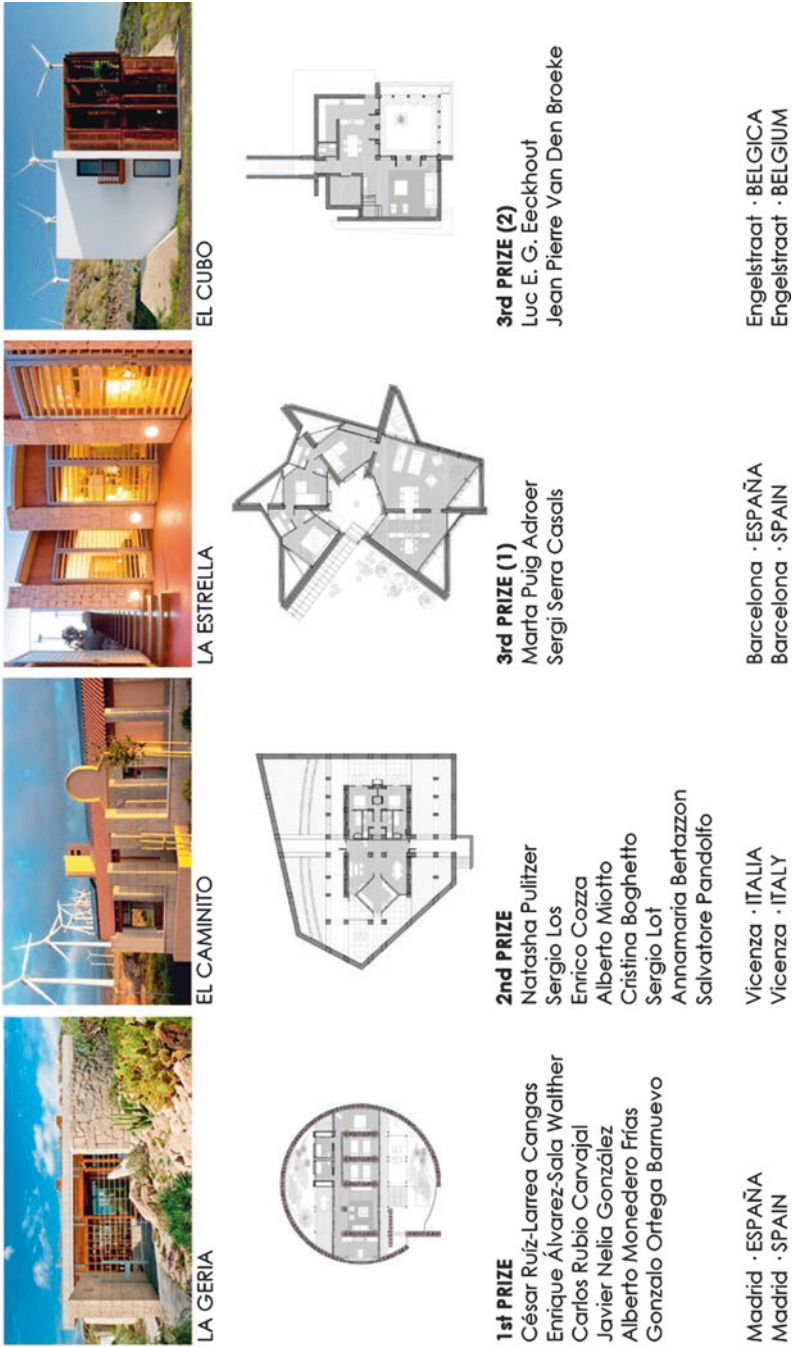 LA GERIA
1st PRIZE
César Ruíz-Larrea Cangas
Enrique Álvarez-Sala Walther
Carlos Rubio Carvajal
Javier Nelia González
Alberto Monedero Frías
Gonzalo Ortega Barnuevo
Madrid · ESPAÑA
Madrid · SPAIN
EL CAMINITO
2nd PRIZE
Natasha Pulitzer
Sergio Los
Enrico Cozza
Alberto Miotto
Cristina Boghetto
Sergio Lot
Annamaria Bertazzon
Salvatore Pandolfo
Vicenza · ITALIA
Vicenza · ITALY
LA ESTRELLA
3rd PRIZE (1)
Marta Puig Adroer
Sergi Serra Casals
Barcelona · ESPAÑA
Barcelona · SPAIN
EL CUBO
3rd PRIZE (2)
Luc E. G. Eeckhout
Jean Pierre Van Den Broeke
Engelstraat · BELGICA
Engelstraat · BELGIUM